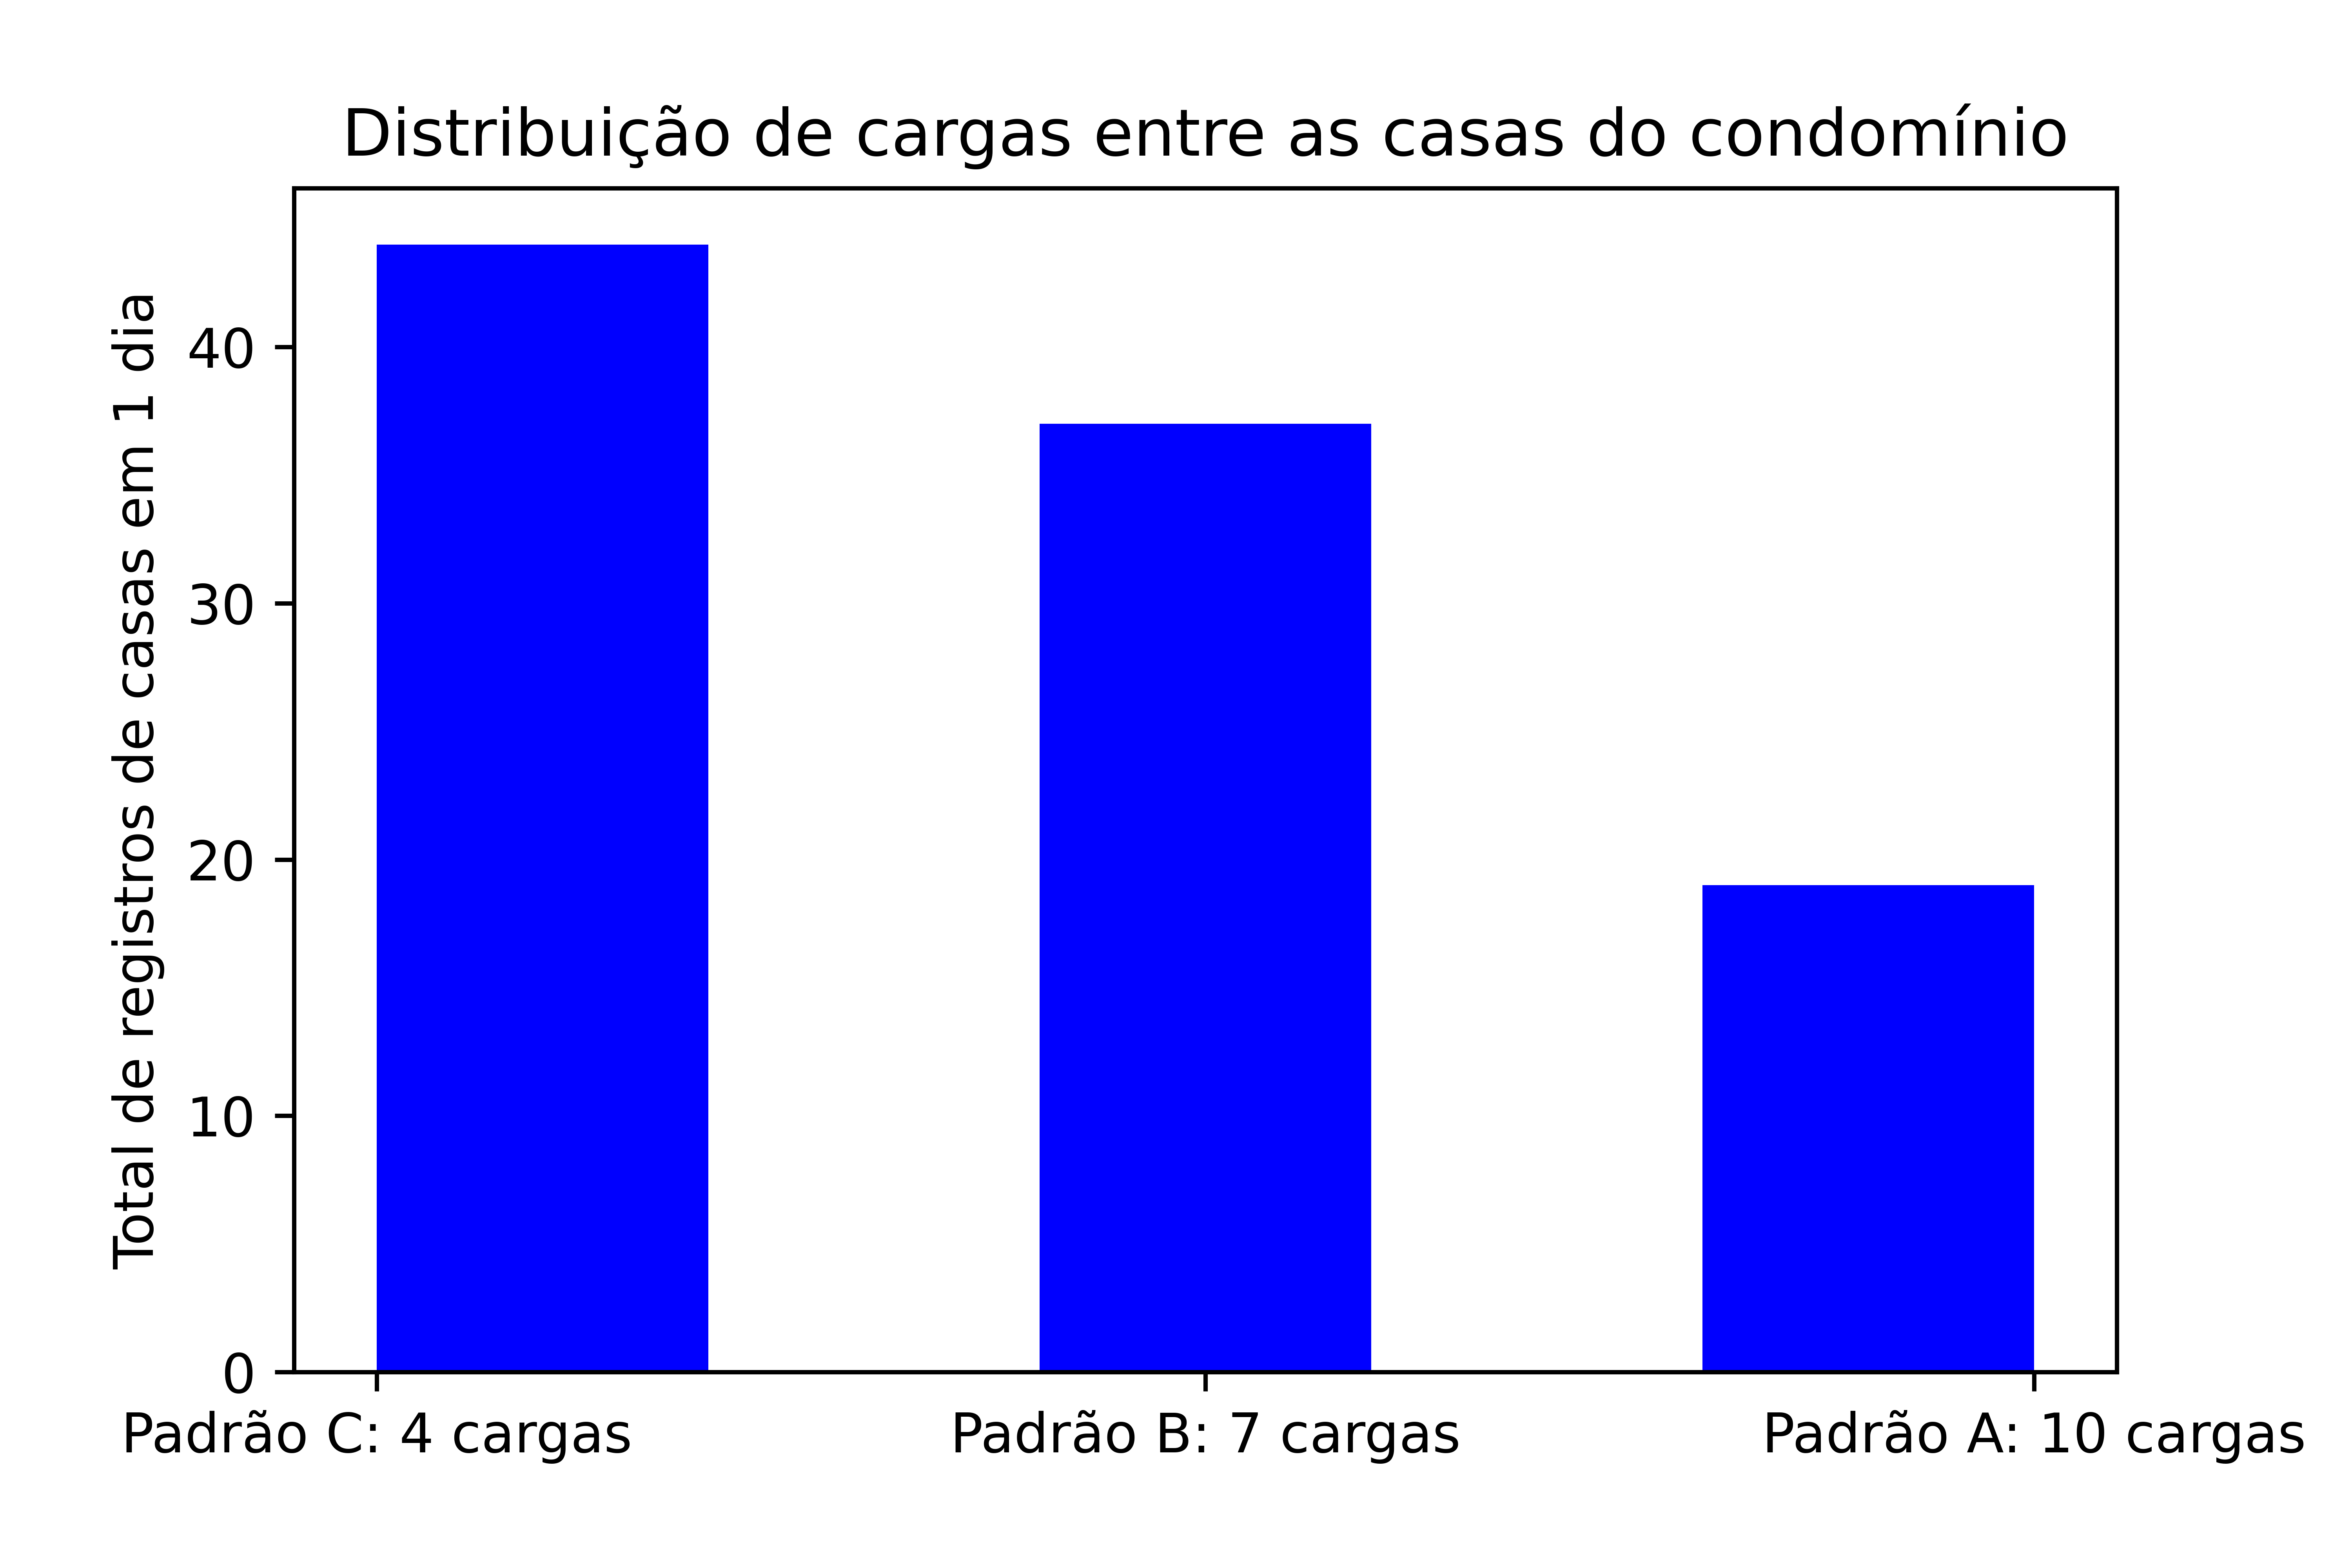 Distribuição de cargas entre as casas do condomínio
Total de registros de casas em 1 dia
40
30
20
10
0
Padrão C: 4 cargas
Padrão B: 7 cargas
Padrão A: 10 cargas